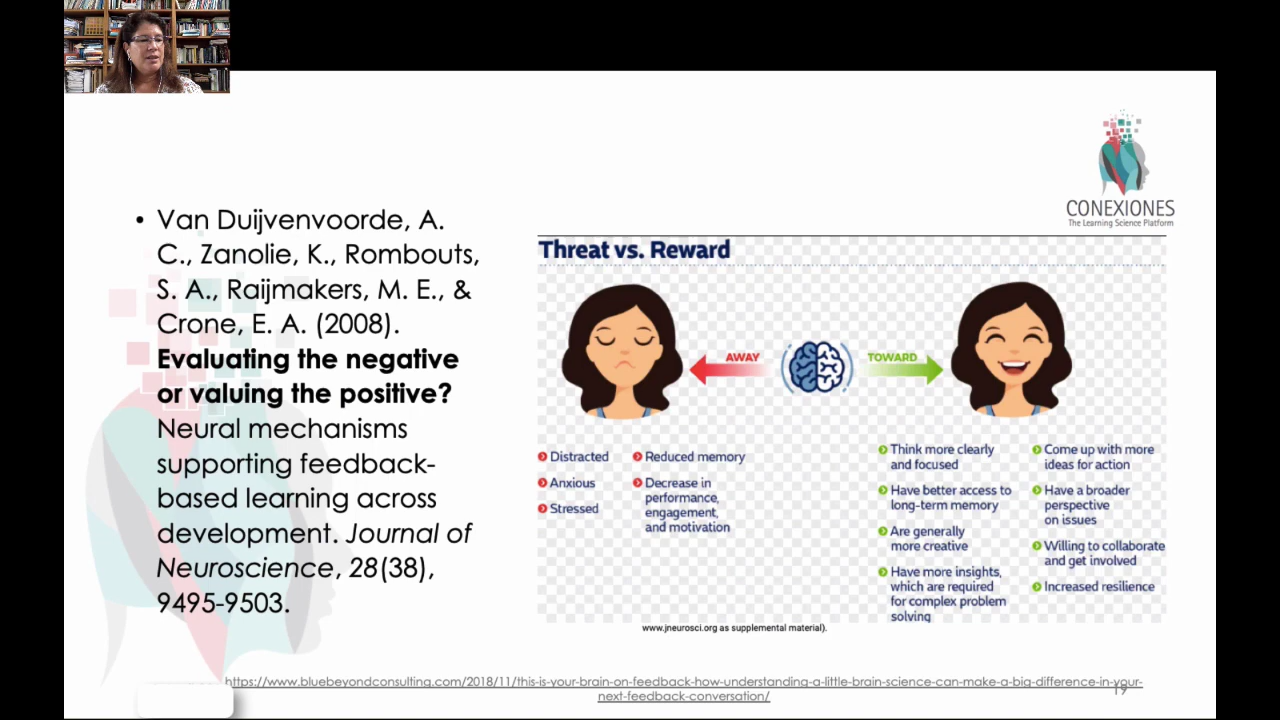 CONEXIONES
The Learning Science Platform
• Van Duijvenvoorde, A.
C., Zanolie, K., Rombouts,
S. A., Raijmakers, M. E., &
Crone, E. A. (2008).
Evaluating the negative
or valuing the positive?
Neural mechanisms
supporting feedback-
based learning across
development. Journal of
Neuroscience, 28(38),
9495-9503.
Threat vs. Reward
AWAY
TOWARD
Distracted
Anxious
Stressed
Reduced memory
Decrease in
performance,
engagement,
and motivation
Think more clearly
and focused
Have better access to
long-term memory
Are generally
more creative
Have more insights,
which are required
for complex problem
solving
Come up with more
ideas for action
Have a broader
perspective
on issues
Willing to collaborate
and get involved
Increased resilience
www.jneurosci.org as supplemental material).
https://www.bluebeyondconsulting.com/2018/11/this-is-your-brain-on-feedback-how-understanding-a-little-brain-science-can-make-a-big-difference-in-your-
next-feedback-conversation/
19